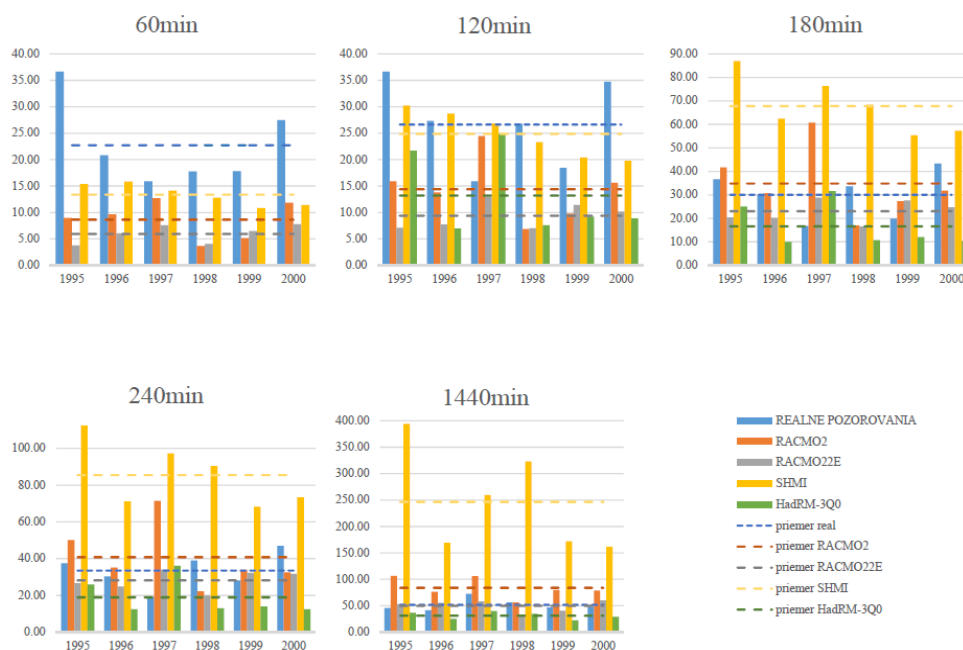 60min
40.00
35.00
30.00
25.00
20.00
15.00
10.00
5.00
0.00
1995 1996 1997 1998 1999 2000
120min
40.00
35.00
30.00
25.00
20.00
15.00
10.00
5.00
0.00
1995 1996 1997 1998 1999 2000
180min
90.00
80.00
70.00
60.00
50.00
40.00
30.00
20.00
10.00
0.00
1995 1996 1997 1998 1999 2000
240min
100.00
80.00
60.00
40.00
20.00
0.00
1995 1996 1997 1998 1999 2000
1440min
400.00
350.00
300.00
250.00
200.00
150.00
100.00
50.00
0.00
1995 1996 1997 1998 1999 2000
REALNE POZOROVANIA
RACMO2
RACMO22E
SHMI
HadRM-3Q0
priemer real
priemer RACMO2
priemer RACMO22E
priemer SHMI
priemer HadRM-3Q0